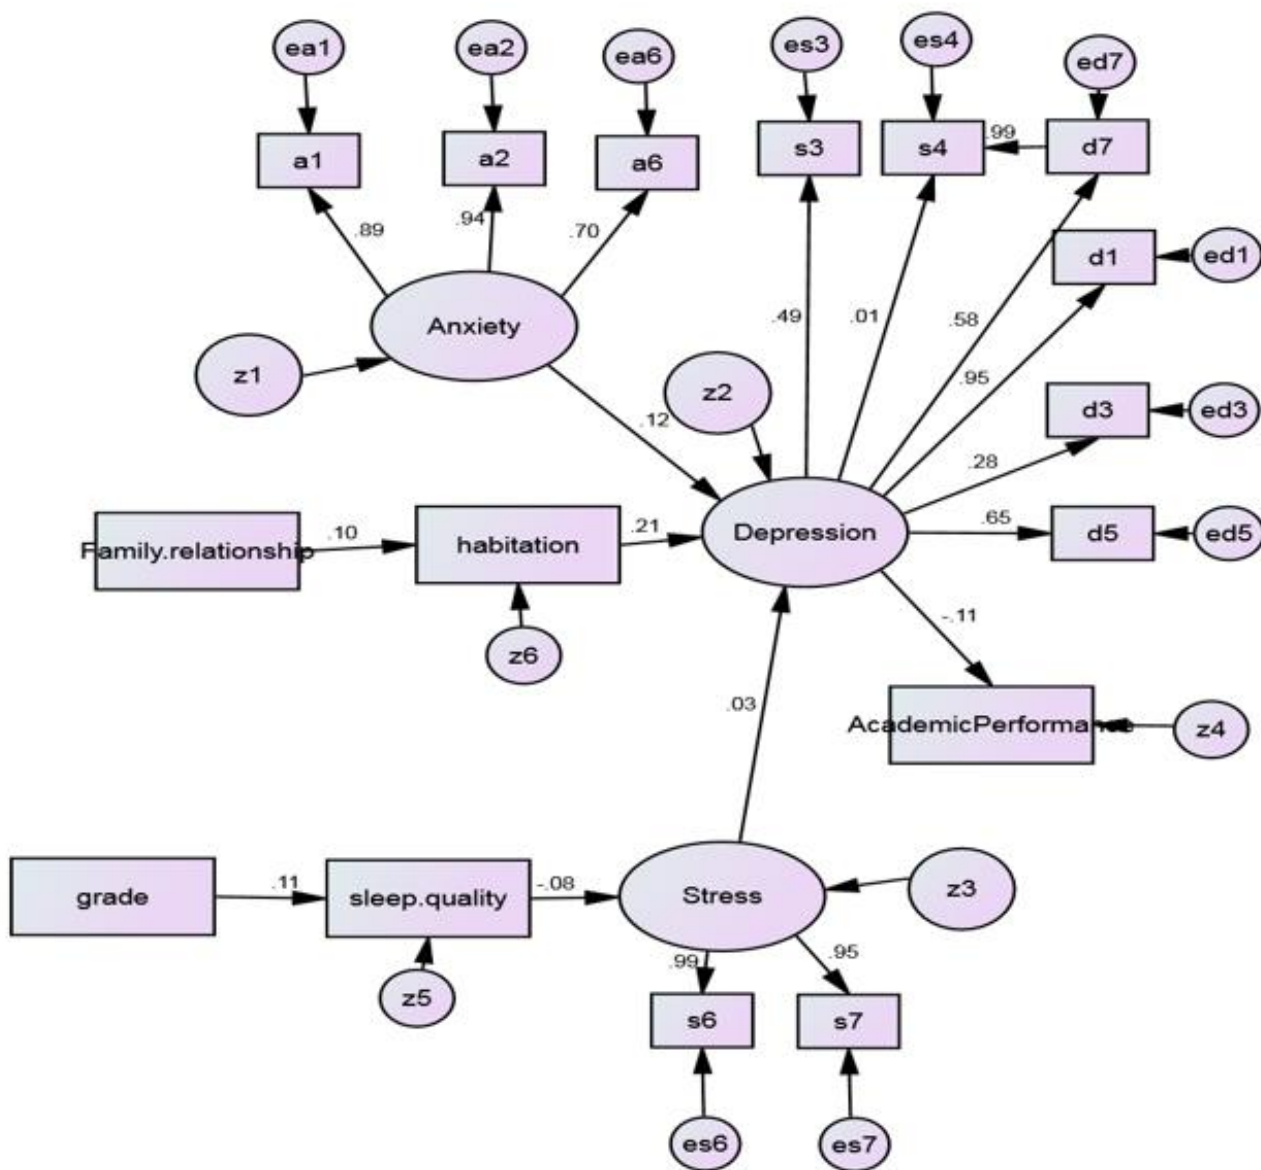 ea1
ea2
ea6
es3
es4
ed7
a1
a2
a6
s3
s4
.99
d7
.89
.94
.70
d1
ed1
Anxiety
z1
.49
.01
.58
.95
z2
.12
d3
ed3
.28
Family.relationship
.10
habitation
.21
Depression
.65
d5
ed5
z6
-.11
.03
AcademicPerformance
z4
grade
.11
sleep.quality
-.08
Stress
z3
z5
.99
.95
s6
s7
es6
es7